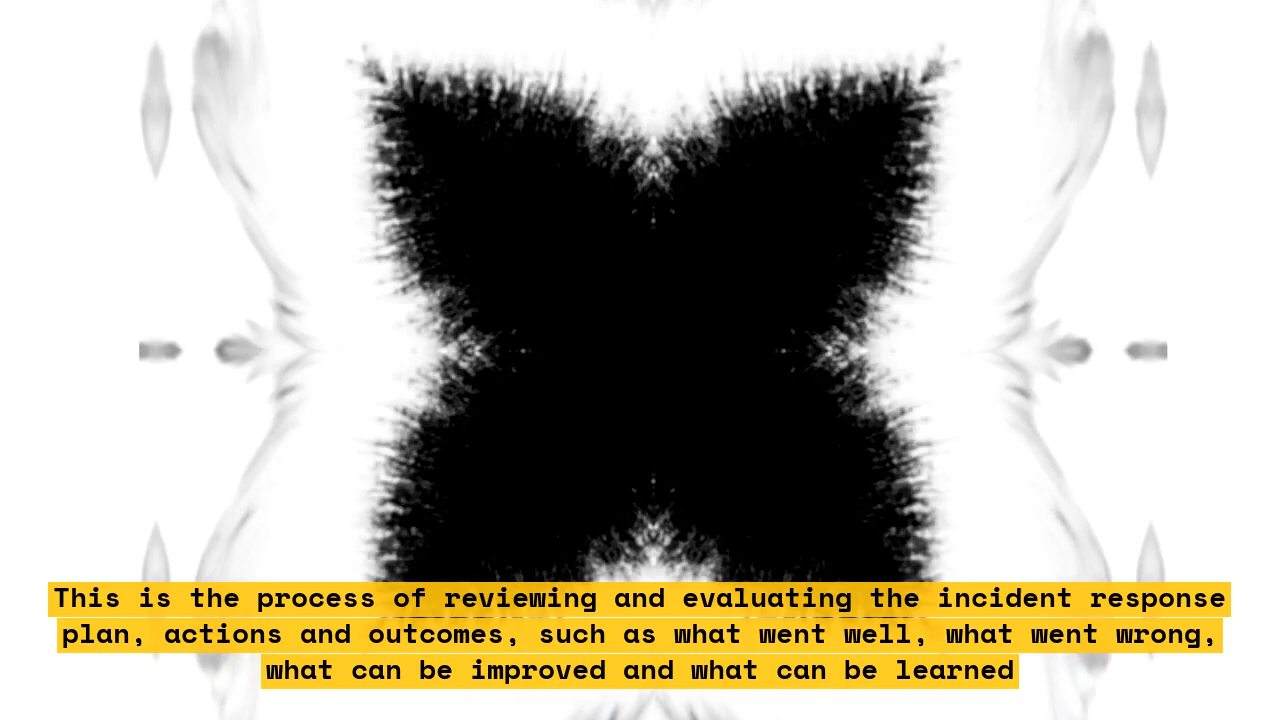 This is the process of reviewing and evaluating the incident response
plan, actions and outcomes, such as what went well, what went wrong,
what can be improved and what can be learned